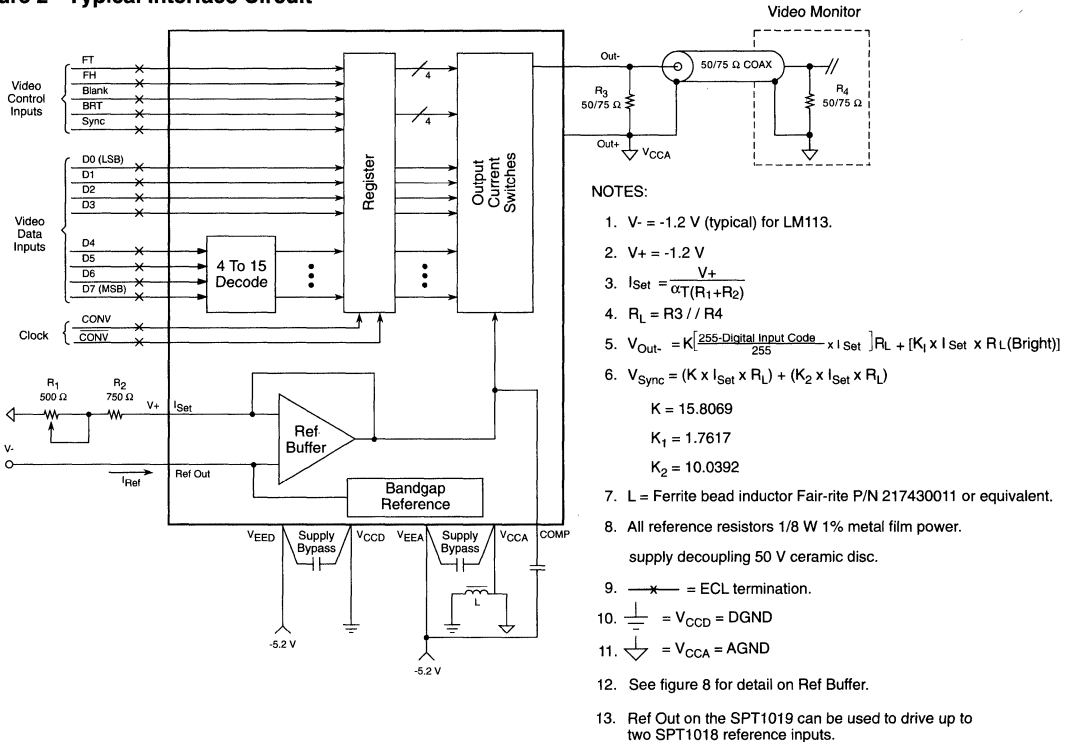 ure 2 - Typical Interface Circuit
Video Monitor
FT
FH
Blank
BRT
Sync
Video
Control
Inputs
4
4
D0 (LSB)
D1
D2
D3
D4
D5
D6
D7 (MSB)
Video
Data
Inputs
4 To 15
Decode
Register
Output
Current
Switches
Clock
CONV
CONV
R1
500 Ω
R2
750 Ω
V+
ISet
V-
IRef
Ref Out
Ref
Buffer
Bandgap
Reference
VEED
Supply
Bypass
VCCD
VEEA
Supply
Bypass
VCCA
COMP
L
-5.2 V
-5.2 V
Out-
50/75 Ω COAX
R3
50/75 Ω
R4
50/75 Ω
Out+
VCCA
NOTES:
1. V- = -1.2 V (typical) for LM113.
2. V+ = -1.2 V
3. ISet = V+ / αT(R1+R2)
4. RL = R3 // R4
5. VOut- = K[255-Digital Input Code / 255 x I Set ]RL + [KI x I Set x RL(Bright)]
6. VSync = (K x ISet x RL) + (K2 x ISet x RL)
K = 15.8069
K1 = 1.7617
K2 = 10.0392
7. L = Ferrite bead inductor Fair-rite P/N 217430011 or equivalent.
8. All reference resistors 1/8 W 1% metal film power.
supply decoupling 50 V ceramic disc.
9. —x— = ECL termination.
10. = VCCD = DGND
11. = VCCA = AGND
12. See figure 8 for detail on Ref Buffer.
13. Ref Out on the SPT1019 can be used to drive up to
two SPT1018 reference inputs.